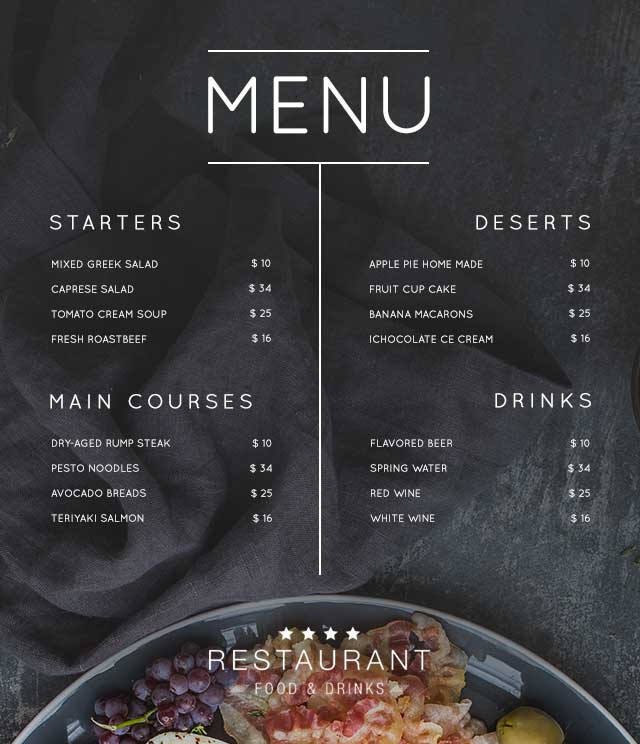 MENU
STARTERS
MIXED GREEK SALAD $ 10
CAPRESE SALAD $ 34
TOMATO CREAM SOUP $ 25
FRESH ROASTBEEF $ 16
MAIN COURSES
DRY-AGED RUMP STEAK $ 10
PESTO NOODLES $ 34
AVOCADO BREADS $ 25
TERIYAKI SALMON $ 16
DESERTS
APPLE PIE HOME MADE $ 10
FRUIT CUP CAKE $ 34
BANANA MACARONS $ 25
ICHOCOLATE CE CREAM $ 16
DRINKS
FLAVORED BEER $ 10
SPRING WATER $ 34
RED WINE $ 25
WHITE WINE $ 16
RESTAURANT
FOOD & DRINKS